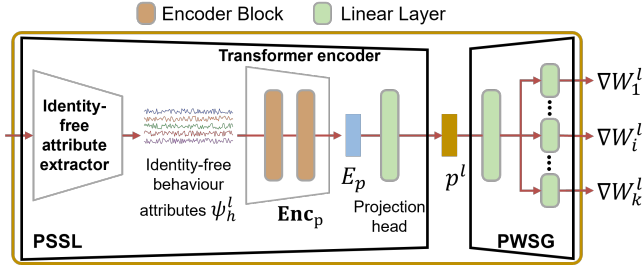 Encoder Block
Linear Layer
Transformer encoder
Identity-
free
attribute
extractor
Identity-free
behaviour
attributes ψ_h^l
Enc_p
E_p
Projection
head
p^l
∇W_1^l
∇W_i^l
∇W_k^l
PSSL
PWSG